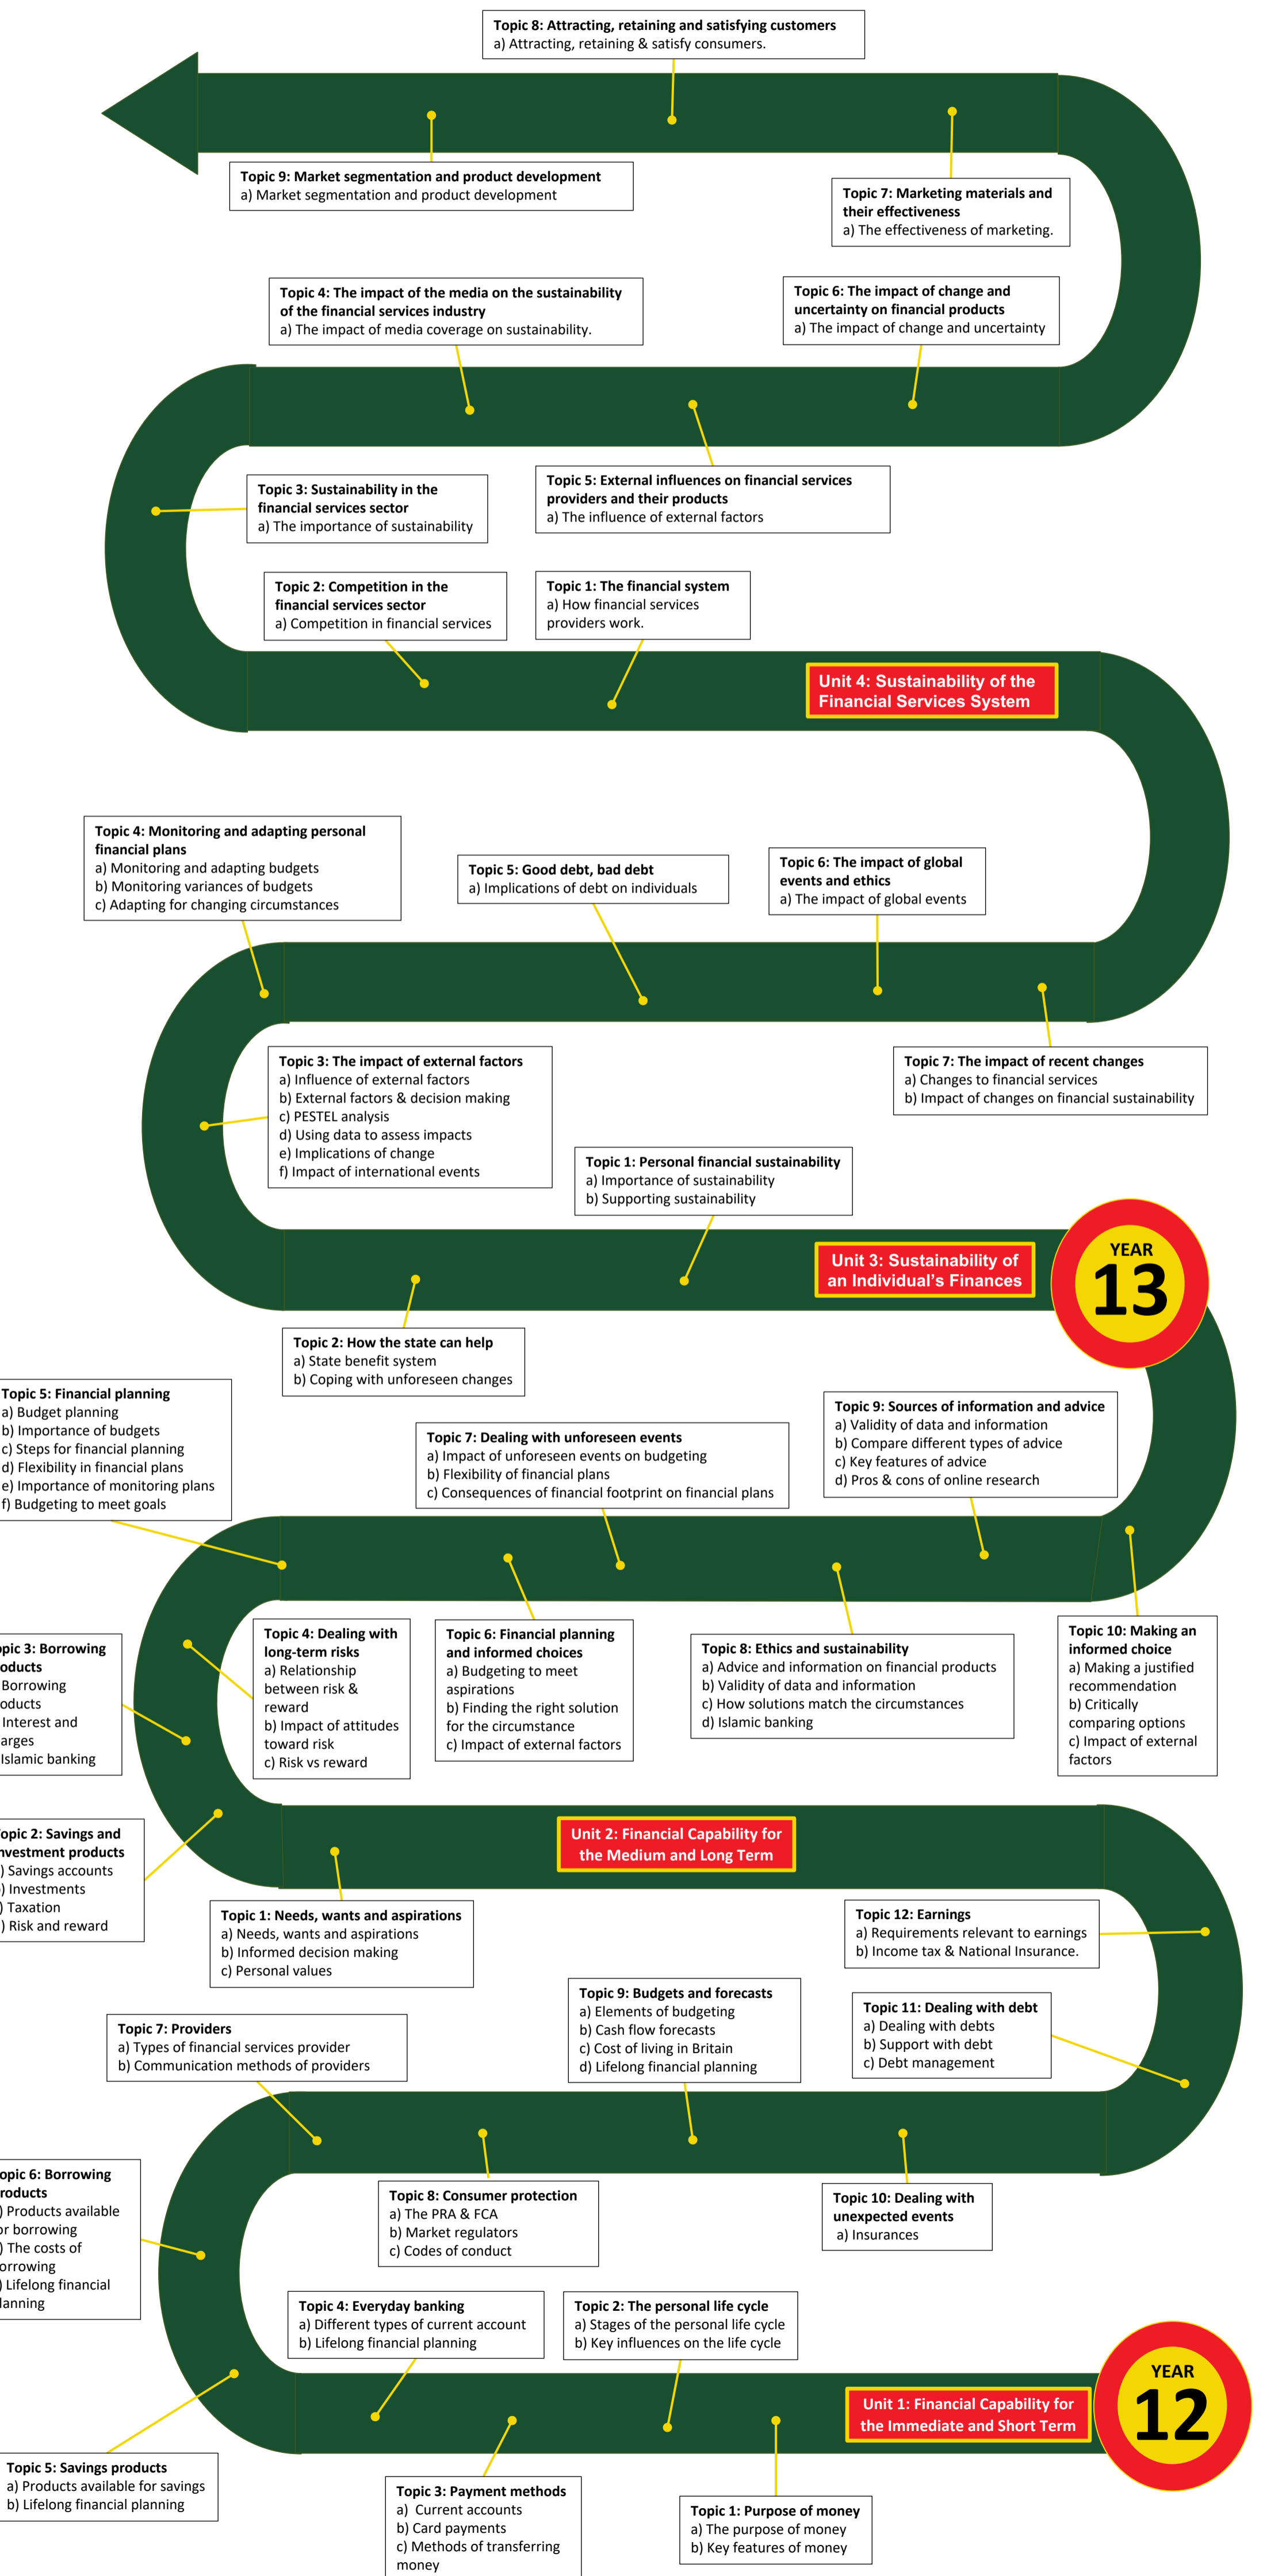 Topic 8: Attracting, retaining and satisfying customers
a) Attracting, retaining & satisfy consumers.
Topic 9: Market segmentation and product development
a) Market segmentation and product development
Topic 7: Marketing materials and
their effectiveness
a) The effectiveness of marketing.
Topic 4: The impact of the media on the sustainability
of the financial services industry
a) The impact of media coverage on sustainability.
Topic 6: The impact of change and
uncertainty on financial products
a) The impact of change and uncertainty
Topic 3: Sustainability in the
financial services sector
a) The importance of sustainability
Topic 5: External influences on financial services
providers and their products
a) The influence of external factors
Topic 2: Competition in the
financial services sector
a) Competition in financial services
Topic 1: The financial system
a) How financial services
providers work.
Unit 4: Sustainability of the
Financial Services System
Topic 4: Monitoring and adapting personal
financial plans
a) Monitoring and adapting budgets
b) Monitoring variances of budgets
c) Adapting for changing circumstances
Topic 5: Good debt, bad debt
a) Implications of debt on individuals
Topic 6: The impact of global
events and ethics
a) The impact of global events
Topic 3: The impact of external factors
a) Influence of external factors
b) External factors & decision making
c) PESTEL analysis
d) Using data to assess impacts
e) Implications of change
f) Impact of international events
Topic 7: The impact of recent changes
a) Changes to financial services
b) Impact of changes on financial sustainability
Topic 1: Personal financial sustainability
a) Importance of sustainability
b) Supporting sustainability
Unit 3: Sustainability of
an Individual's Finances
YEAR
13
Topic 2: How the state can help
a) State benefit system
b) Coping with unforeseen changes
Topic 5: Financial planning
a) Budget planning
b) Importance of budgets
c) Steps for financial planning
d) Flexibility in financial plans
e) Importance of monitoring plans
f) Budgeting to meet goals
Topic 7: Dealing with unforeseen events
a) Impact of unforeseen events on budgeting
b) Flexibility of financial plans
c) Consequences of financial footprint on financial plans
Topic 9: Sources of information and advice
a) Validity of data and information
b) Compare different types of advice
c) Key features of advice
d) Pros & cons of online research
3: Borrowing
Borrowing
Interest and
Islamic banking
Topic 4: Dealing with
long-term risks
a) Relationship
between risk &
reward
b) Impact of attitudes
toward risk
c) Risk vs reward
Topic 6: Financial planning
and informed choices
a) Budgeting to meet
aspirations
b) Finding the right solution
for the circumstance
c) Impact of external factors
Topic 8: Ethics and sustainability
a) Advice and information on financial products
b) Validity of data and information
c) How solutions match the circumstances
d) Islamic banking
Topic 10: Making an
informed choice
a) Making a justified
recommendation
b) Critically
comparing options
c) Impact of external
factors
2: Savings and
products
) Savings accounts
) Investments
) Taxation
) Risk and reward
Unit 2: Financial Capability for
the Medium and Long Term
Topic 1: Needs, wants and aspirations
a) Needs, wants and aspirations
b) Informed decision making
c) Personal values
Topic 12: Earnings
a) Requirements relevant to earnings
b) Income tax & National Insurance.
Topic 9: Budgets and forecasts
a) Elements of budgeting
b) Cash flow forecasts
c) Cost of living in Britain
d) Lifelong financial planning
Topic 11: Dealing with debt
a) Dealing with debts
b) Support with debt
c) Debt management
Topic 7: Providers
a) Types of financial services provider
b) Communication methods of providers
6: Borrowing
) Products available
borrowing
) The costs of
) Lifelong financial
Topic 8: Consumer protection
a) The PRA & FCA
b) Market regulators
c) Codes of conduct
Topic 10: Dealing with
unexpected events
a) Insurances
Topic 4: Everyday banking
a) Different types of current account
b) Lifelong financial planning
Topic 2: The personal life cycle
a) Stages of the personal life cycle
b) Key influences on the life cycle
Unit 1: Financial Capability for
the Immediate and Short Term
YEAR
12
Topic 5: Savings products
a) Products available for savings
b) Lifelong financial planning
Topic 3: Payment methods
a) Current accounts
b) Card payments
c) Methods of transferring
money
Topic 1: Purpose of money
a) The purpose of money
b) Key features of money